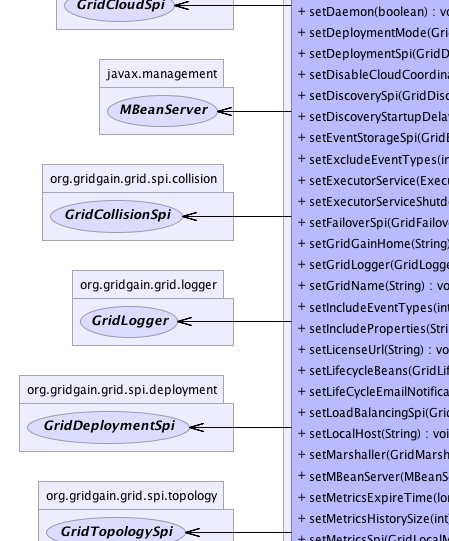 GridCloudSpi
javax.management
MBeanServer
org.gridgain.grid.spi.collision
GridCollisionSpi
org.gridgain.grid.logger
GridLogger
org.gridgain.grid.spi.deployment
GridDeploymentSpi
org.gridgain.grid.spi.topology
GridTopologySpi
+ setDaemon(boolean) : vo
+ setDeploymentMode(Gri
+ setDeploymentSpi(GridD
+ setDisableCloudCoordina
+ setDiscoverySpi(GridDisc
+ setDiscoveryStartupDela
+ setEventStorageSpi(GridE
+ setExcludeEventTypes(in
+ setExecutorService(Execu
+ setExecutorServiceShutd
+ setFailoverSpi(GridFailov
+ setGridGainHome(String)
+ setGridLogger(GridLogge
+ setGridName(String) : vo
+ setIncludeEventTypes(int
+ setIncludeProperties(Stri
+ setLicenseUrl(String) : vo
+ setLifecycleBeans(GridLif
+ setLifeCycleEmailNotifica
+ setLoadBalancingSpi(Gri
+ setLocalHost(String) : voi
+ setMarshaller(GridMarsh
+ setMBeanServer(MBeanS
+ setMetricsExpireTime(lon
+ setMetricsHistorySize(int
+ setMetricsSpi(GridLocalM